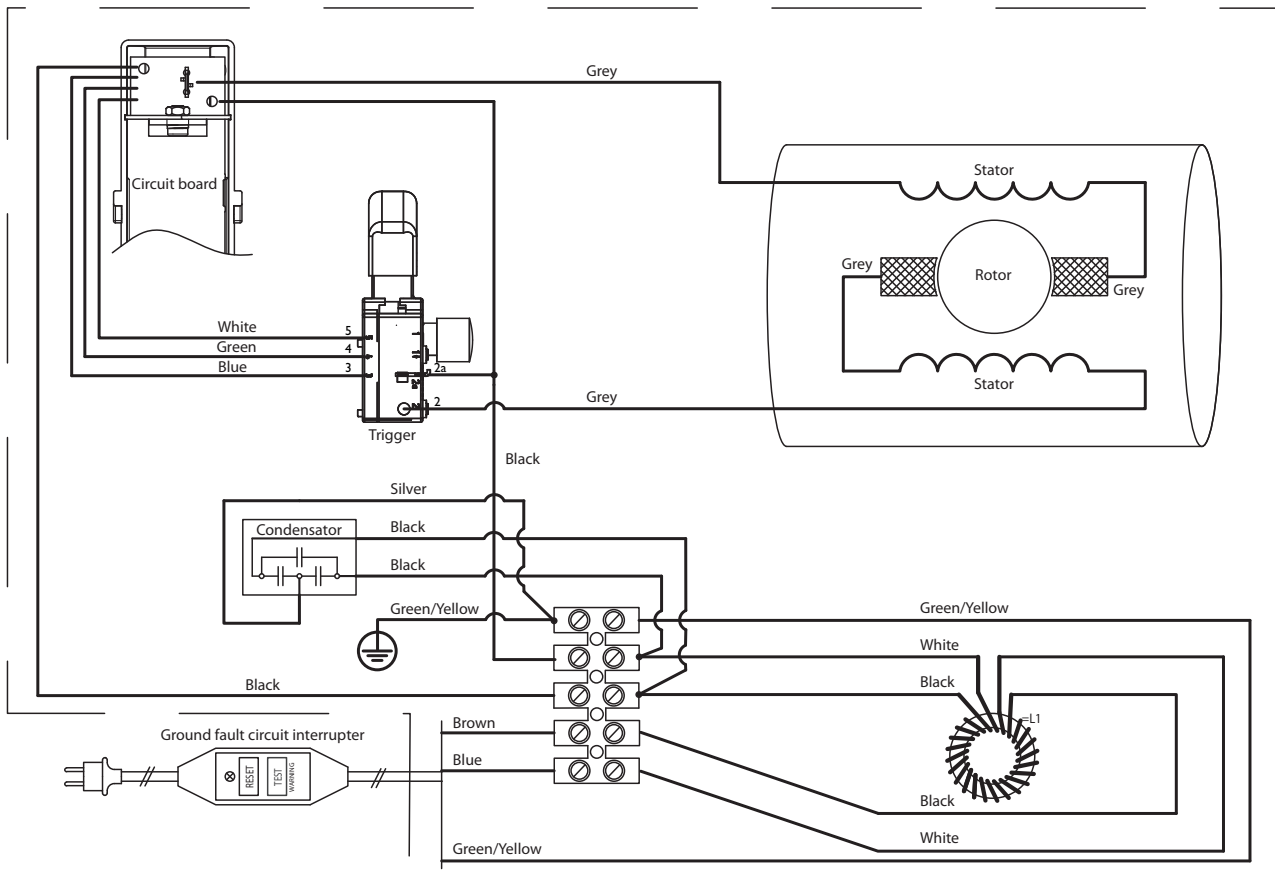 Grey
Circuit board
Stator
Grey
Rotor
Grey
White
5
Green
4
Blue
3
2a
2
Trigger
Grey
Stator
Black
Silver
Condensator
Black
Black
Green/Yellow
Green/Yellow
White
Black
Black
=L1
Ground fault circuit interrupter
Brown
Blue
RESET
TEST
WARNING
Black
White
Green/Yellow